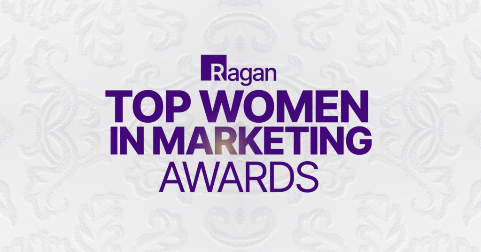 Ragan
TOP WOMEN
IN MARKETING
AWARDS